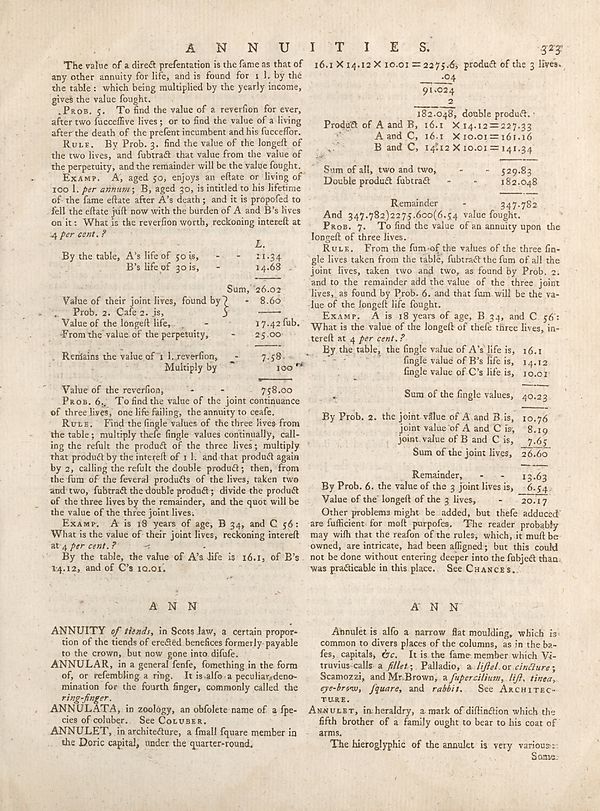 A N N U I T I E S. 323
The value of a direct presentation is the same as that of
any other annuity for life, and is found for 1 l. by the
the table: which being multiplied by the yearly income,
gives the value sought.
PROB. 5. To find the value of a reversion for ever,
after two successive lives; or to find the value of a living
after the death of the present incumbent and his successor.
RULE. By Prob. 3. find the value of the longest of
the two lives, and subtract that value from the value of
the perpetuity, and the remainder will be the value sought.
EXAMP. A, aged 50, enjoys an estate or living of
100 l. per annum; B, aged 30, is intitled to his lifetime
of the same estate after A's death; and it is proposed to
sell the estate just now with the burden of A and B's lives
on it: What is the reversion worth, reckoning interest at
4 per cent.?
L.
By the table, A's life of 50 is, - - 11.34
B's life of 30 is, - 14.68
Sum, 26.02
Value of their joint lives, found by } - 8.60
Prob. 2. Case 2. is,
Value of the longest life, - 17.42 sub.
From the value of the perpetuity, - 25.00
Remains the value of 1 l. reversion, - 7.58
Multiply by 100
Value of the reversion, - - 758.00
PROB. 6. To find the value of the joint continuance
of three lives, one life failing, the annuity to cease.
RULE. Find the single values of the three lives from
the table; multiply these single values continually, call-
ing the result the product of the three lives; multiply
that product by the interest of 1 l. and that product again
by 2, calling the result the double product; then, from
the sum of the several products of the lives, taken two
and two, subtract the double product; divide the product
of the three lives by the remainder, and the quot will be
the value of the three joint lives.
EXAMP. A is 18 years of age, B 34, and C 56:
What is the value of their joint lives, reckoning interest
at 4 per cent.?
By the table, the value of A's life is 16.1, of B's
14.12, and of C's 10.01.
16.1 X 14.12 X 10.01 = 2275.6, product of the 3 lives.
.04
91.024
2
182.048, double product.
Product of A and B, 16.1 X 14.12 = 227.33
A and C, 16.1 X 10.01 = 161.16
B and C, 14.12 X 10.01 = 141.34
Sum of all, two and two, - - 529.83
Double product subtract - - 182.048
Remainder - 347.782
And 347.782)2275.600(6.54 value sought.
PROB. 7. To find the value of an annuity upon the
longest of three lives.
RULE. From the sum of the values of the three sin-
gle lives taken from the table, subtract the sum of all the
joint lives, taken two and two, as found by Prob. 2.
and to the remainder add the value of the three joint
lives, as found by Prob. 6. and that sum will be the va-
lue of the longest life sought.
EXAMP. A is 18 years of age, B 34, and C 56:
What is the value of the longest of these three lives, in-
terest at 4 per cent.?
By the table, the single value of A's life is, 16.1
single value of B's life is, 14.12
single value of C's life is, 10.01
Sum of the single values, 40.23
By Prob. 2. the joint value of A and B is, 10.76
joint value of A and C is, 8.19
joint value of B and C is, 7.65
Sum of the joint lives, 26.60
Remainder, - - 13.63
By Prob. 6. the value of the 3 joint lives is, 6.54
Value of the longest of the 3 lives, - 20.17
Other problems might be added, but these adduced
are sufficient for most purposes. The reader probably
may wish that the reason of the rules, which, it must be
owned, are intricate, had been assigned; but this could
not be done without entering deeper into the subject than
was practicable in this place. See CHANCES.
A N N
ANNUITY of tiends, in Scots law, a certain propor-
tion of the tiends of erected benefices formerly payable
to the crown, but now gone into disuse.
ANNULAR, in a general sense, something in the form
of, or resembling a ring. It is also a peculiar deno-
mination for the fourth finger, commonly called the
ring-finger.
ANNULATA, in zoology, an obsolete name of a spe-
cies of coluber. See COLUBER.
ANNULET, in architecture, a small square member in
the Doric capital, under the quarter-round.
A N N
Annulet is also a narrow flat moulding, which is
common to divers places of the columns, as in the ba-
ses, capitals, &c. It is the same member which Vi-
truvius calls a fillet; Palladio, a listel or cincture;
Scamozzi, and Mr. Brown, a supercilium, list, tinea,
eye-brow, square, and rabbit. See ARCHITEC-
TURE.
ANNULET, in heraldry, a mark of distinction which the
fifth brother of a family ought to bear to his coat of
arms.
The hieroglyphic of the annulet is very various:
Some